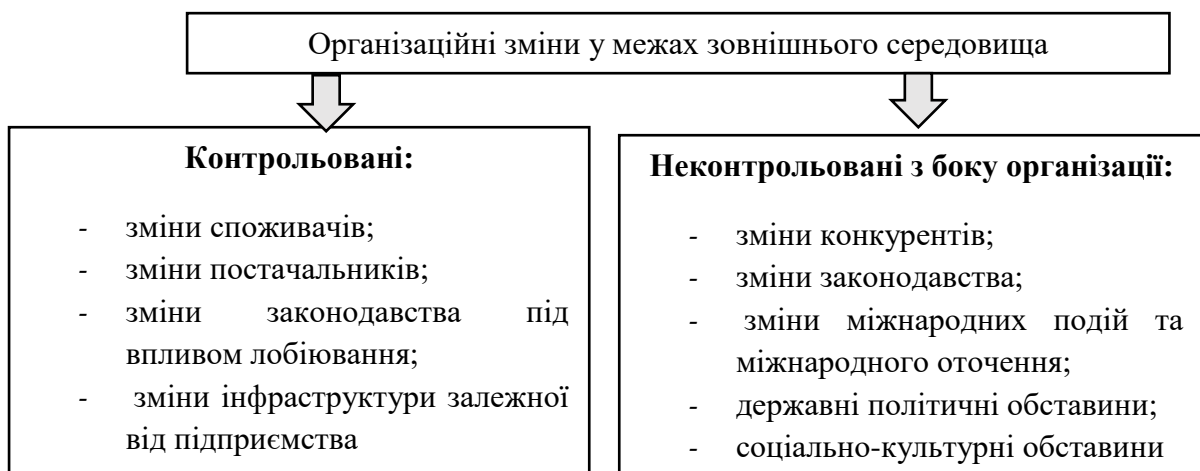 Організаційні зміни у межах зовнішнього середовища
Контрольовані:
- зміни споживачів;
- зміни постачальників;
- зміни законодавства під
впливом лобіювання;
- зміни інфраструктури залежної
від підприємства
Неконтрольовані з боку організації:
- зміни конкурентів;
- зміни законодавства;
- зміни міжнародних подій та
міжнародного оточення;
- державні політичні обставини;
- соціально-культурні обставини